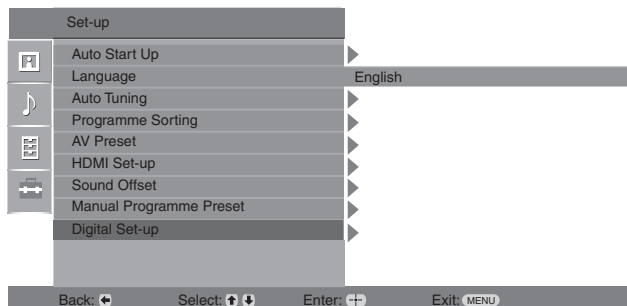 Set-up
Auto Start Up
Language English
Auto Tuning
Programme Sorting
AV Preset
HDMI Set-up
Sound Offset
Manual Programme Preset
Digital Set-up
Back: Select: Enter: Exit: MENU